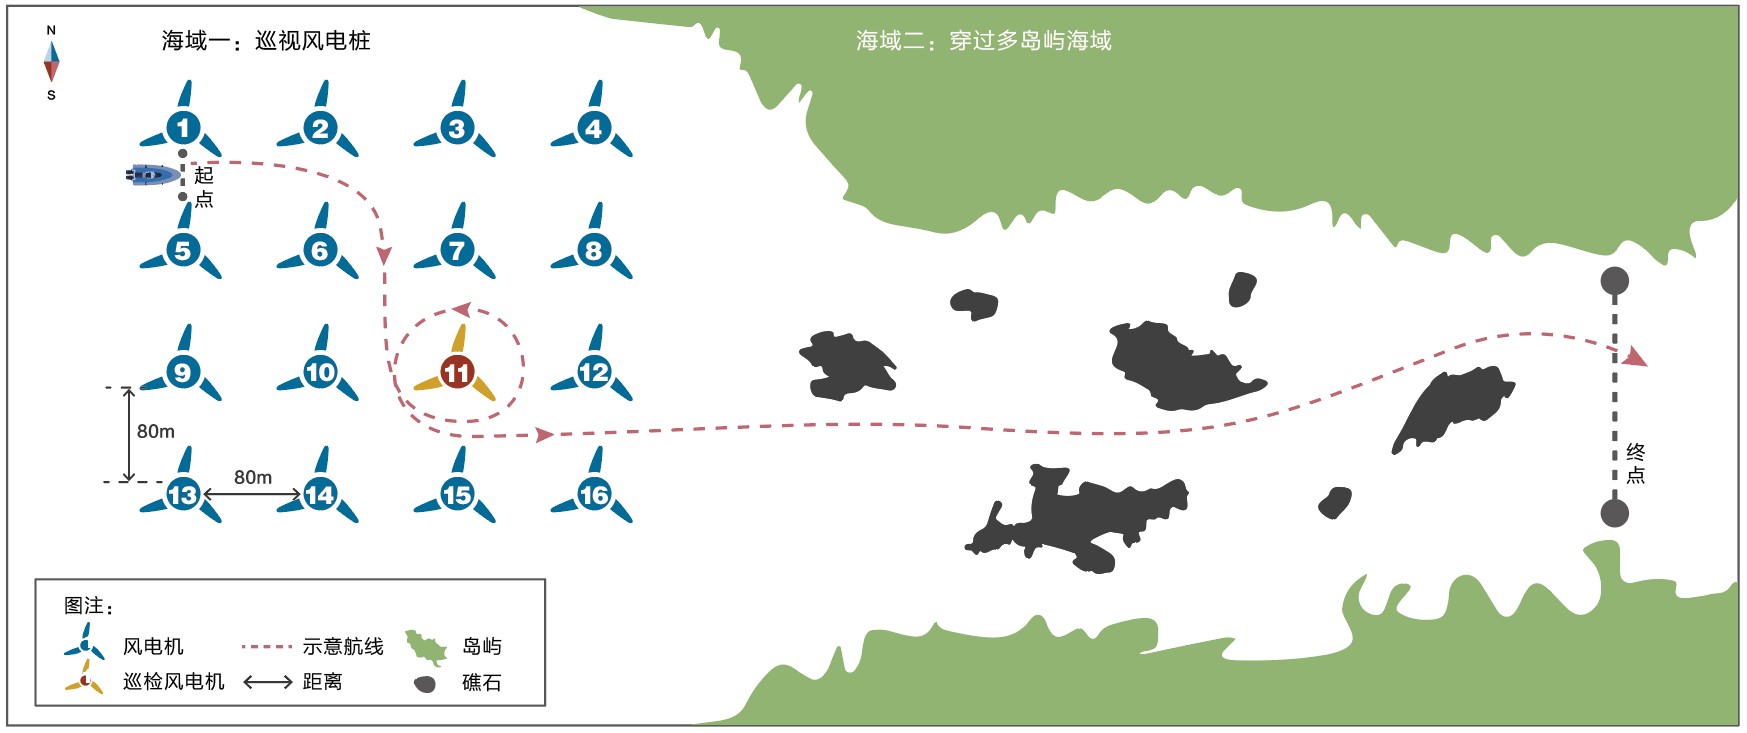 N
S
海域一：巡视风电桩
海域二：穿过多岛屿海域
1
2
3
4
起
点
5
6
7
8
9
10
11
12
80m
80m
13
14
15
16
终
点
图注：
风电机
示意航线
岛屿
巡检风电机
距离
礁石